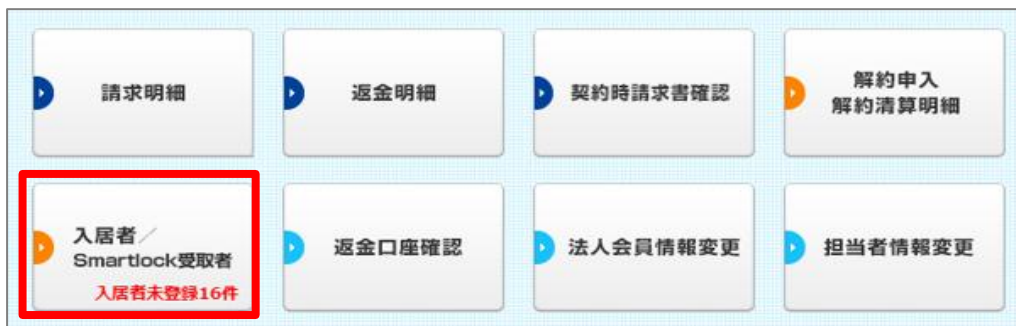 請求明細
返金明細
契約時請求書確認
解約申入
解約清算明細
入居者／
Smartlock受取者
入居者未登録16件
返金口座確認
法人会員情報変更
担当者情報変更